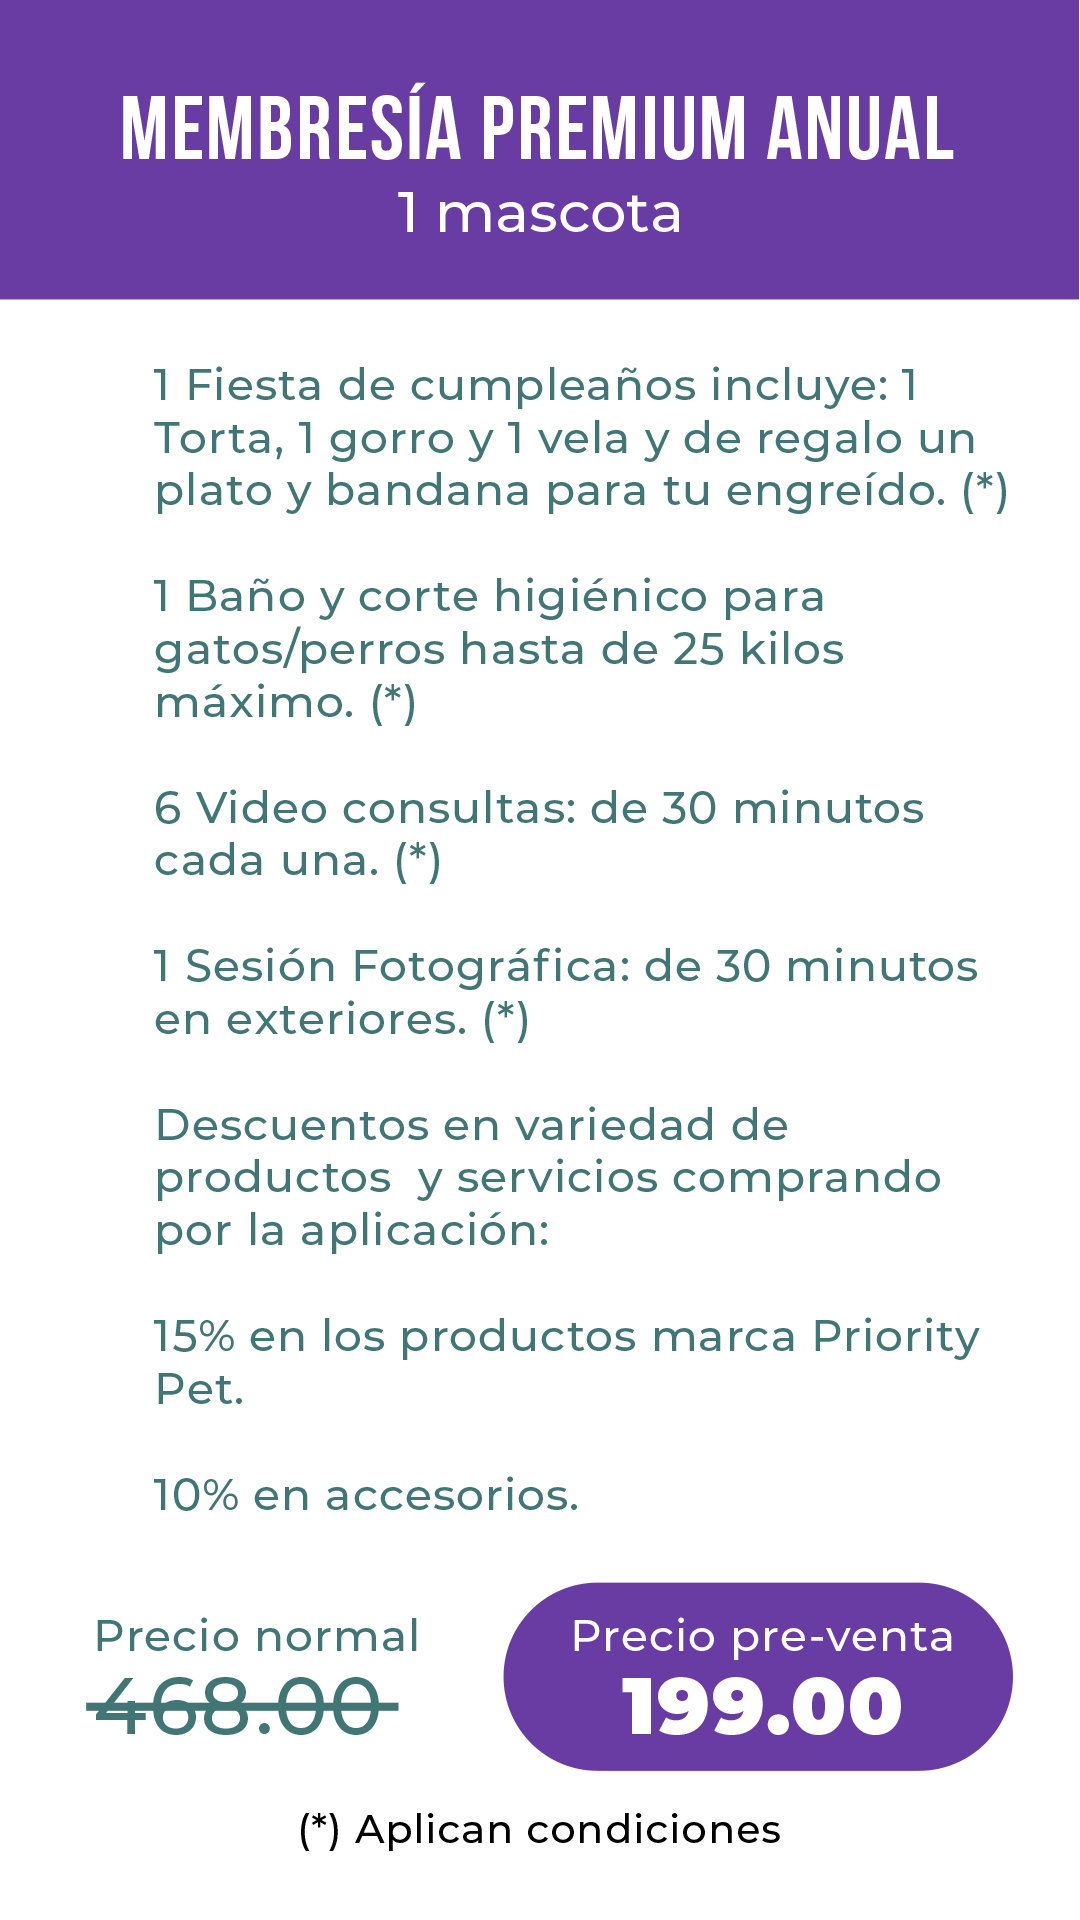 MEMBRESÍA PREMIUM ANUAL
1 mascota
1 Fiesta de cumpleaños incluye: 1
Torta, 1 gorro y 1 vela y de regalo un
plato y bandana para tu engreído. (*)
1 Baño y corte higiénico para
gatos/perros hasta de 25 kilos
máximo. (*)
6 Video consultas: de 30 minutos
cada una. (*)
1 Sesión Fotográfica: de 30 minutos
en exteriores. (*)
Descuentos en variedad de
productos  y servicios comprando
por la aplicación:
15% en los productos marca Priority
Pet.
10% en accesorios.
Precio normal
468.00
Precio pre-venta
199.00
(*) Aplican condiciones